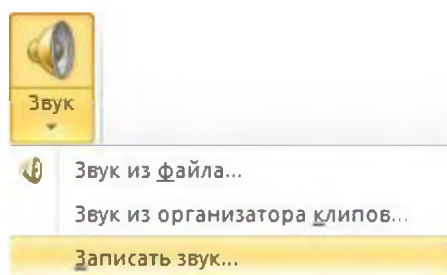 Звук
Звук из файла...
Звук из организатора клипов...
Записать звук...